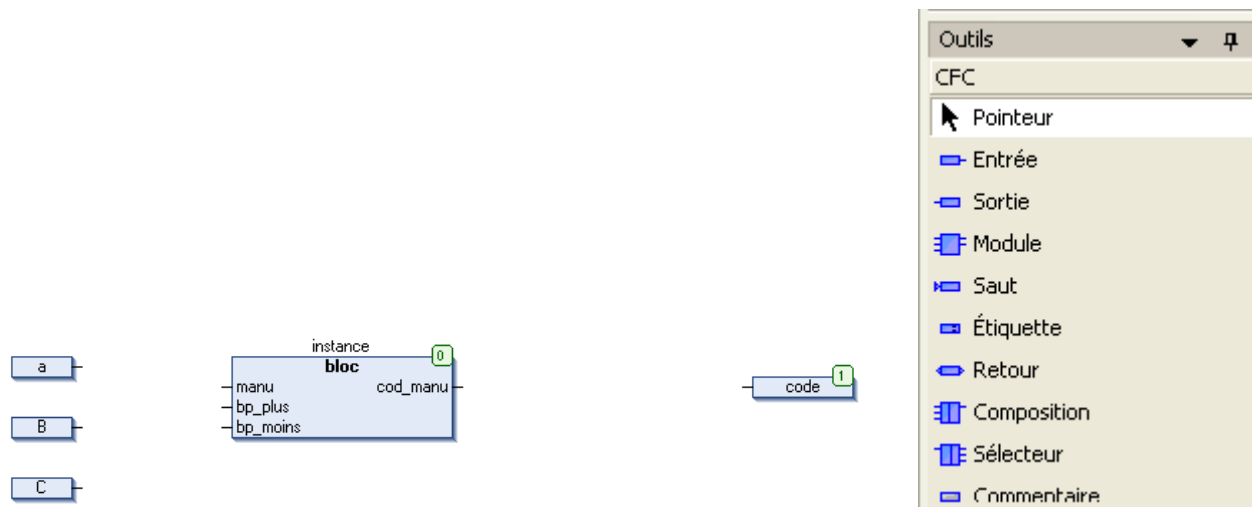 Outils
CFC
Pointeur
Entrée
Sortie
Module
Saut
Étiquette
Retour
Composition
Sélecteur
Commentaire
instance
0
bloc
a
manu cod_manu
bp_plus
bp_moins
B
C
1
code